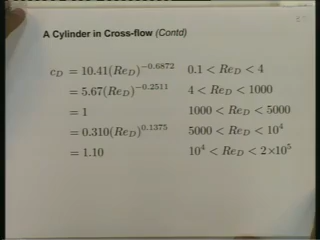 A Cylinder in Cross-flow (Contd)
c_D = 10.41(Re_D)^{-0.6872} 0.1 < Re_D < 4
= 5.67(Re_D)^{-0.2511} 4 < Re_D < 1000
= 1 1000 < Re_D < 5000
= 0.310(Re_D)^{0.1375} 5000 < Re_D < 10^4
= 1.10 10^4 < Re_D < 2×10^5